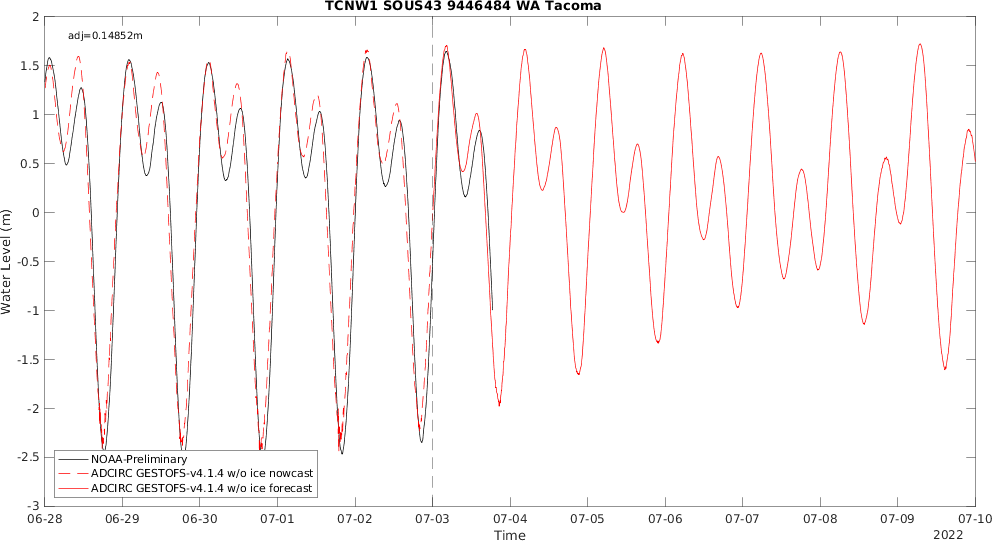 TCNW1 SOUS43 9446484 WA Tacoma
adj=0.14852m
2
1.5
1
0.5
0
-0.5
-1
-1.5
-2
-2.5
-3
Water Level (m)
NOAA-Preliminary
ADCIRC GESTOFS-v4.1.4 w/o ice nowcast
ADCIRC GESTOFS-v4.1.4 w/o ice forecast
06-28 06-29 06-30 07-01 07-02 07-03 07-04 07-05 07-06 07-07 07-08 07-09 07-10
Time
2022